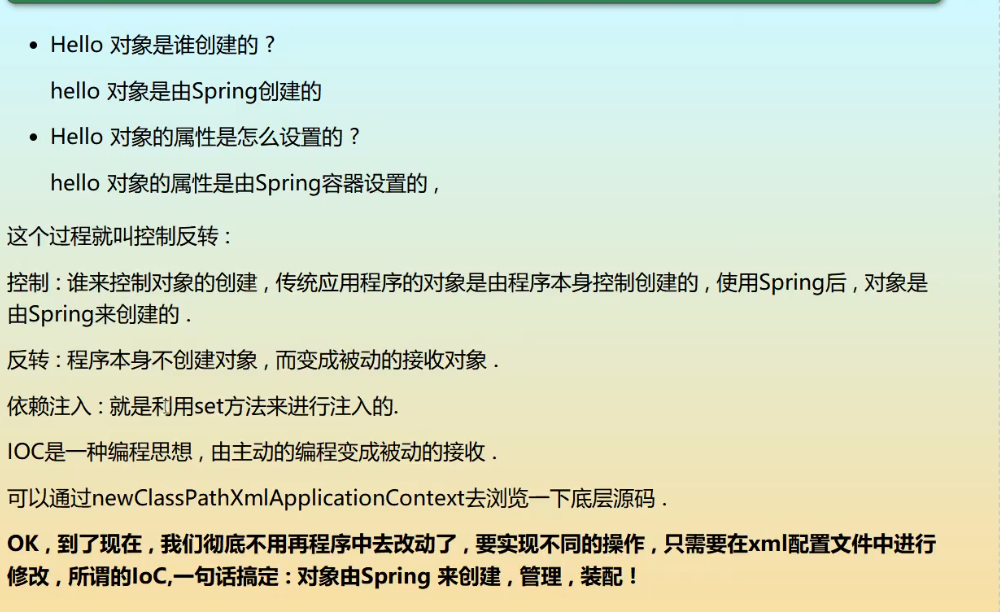 Hello 对象是谁创建的 ?
hello 对象是由Spring创建的
Hello 对象的属性是怎么设置的 ?
hello 对象的属性是由Spring容器设置的 ,
这个过程就叫控制反转 :
控制 : 谁来控制对象的创建 , 传统应用程序的对象是由程序本身控制创建的 , 使用Spring后 , 对象是
由Spring来创建的 .
反转 : 程序本身不创建对象 , 而变成被动的接收对象 .
依赖注入 : 就是利用set方法来进行注入的.
IOC是一种编程思想 , 由主动的编程变成被动的接收 .
可以通过newClassPathXmlApplicationContext去浏览一下底层源码 .
OK , 到了现在 , 我们彻底不用再程序中去改动了 , 要实现不同的操作 , 只需要在xml配置文件中进行
修改 , 所谓的IoC,一句话搞定 : 对象由Spring 来创建 , 管理 , 装配 !